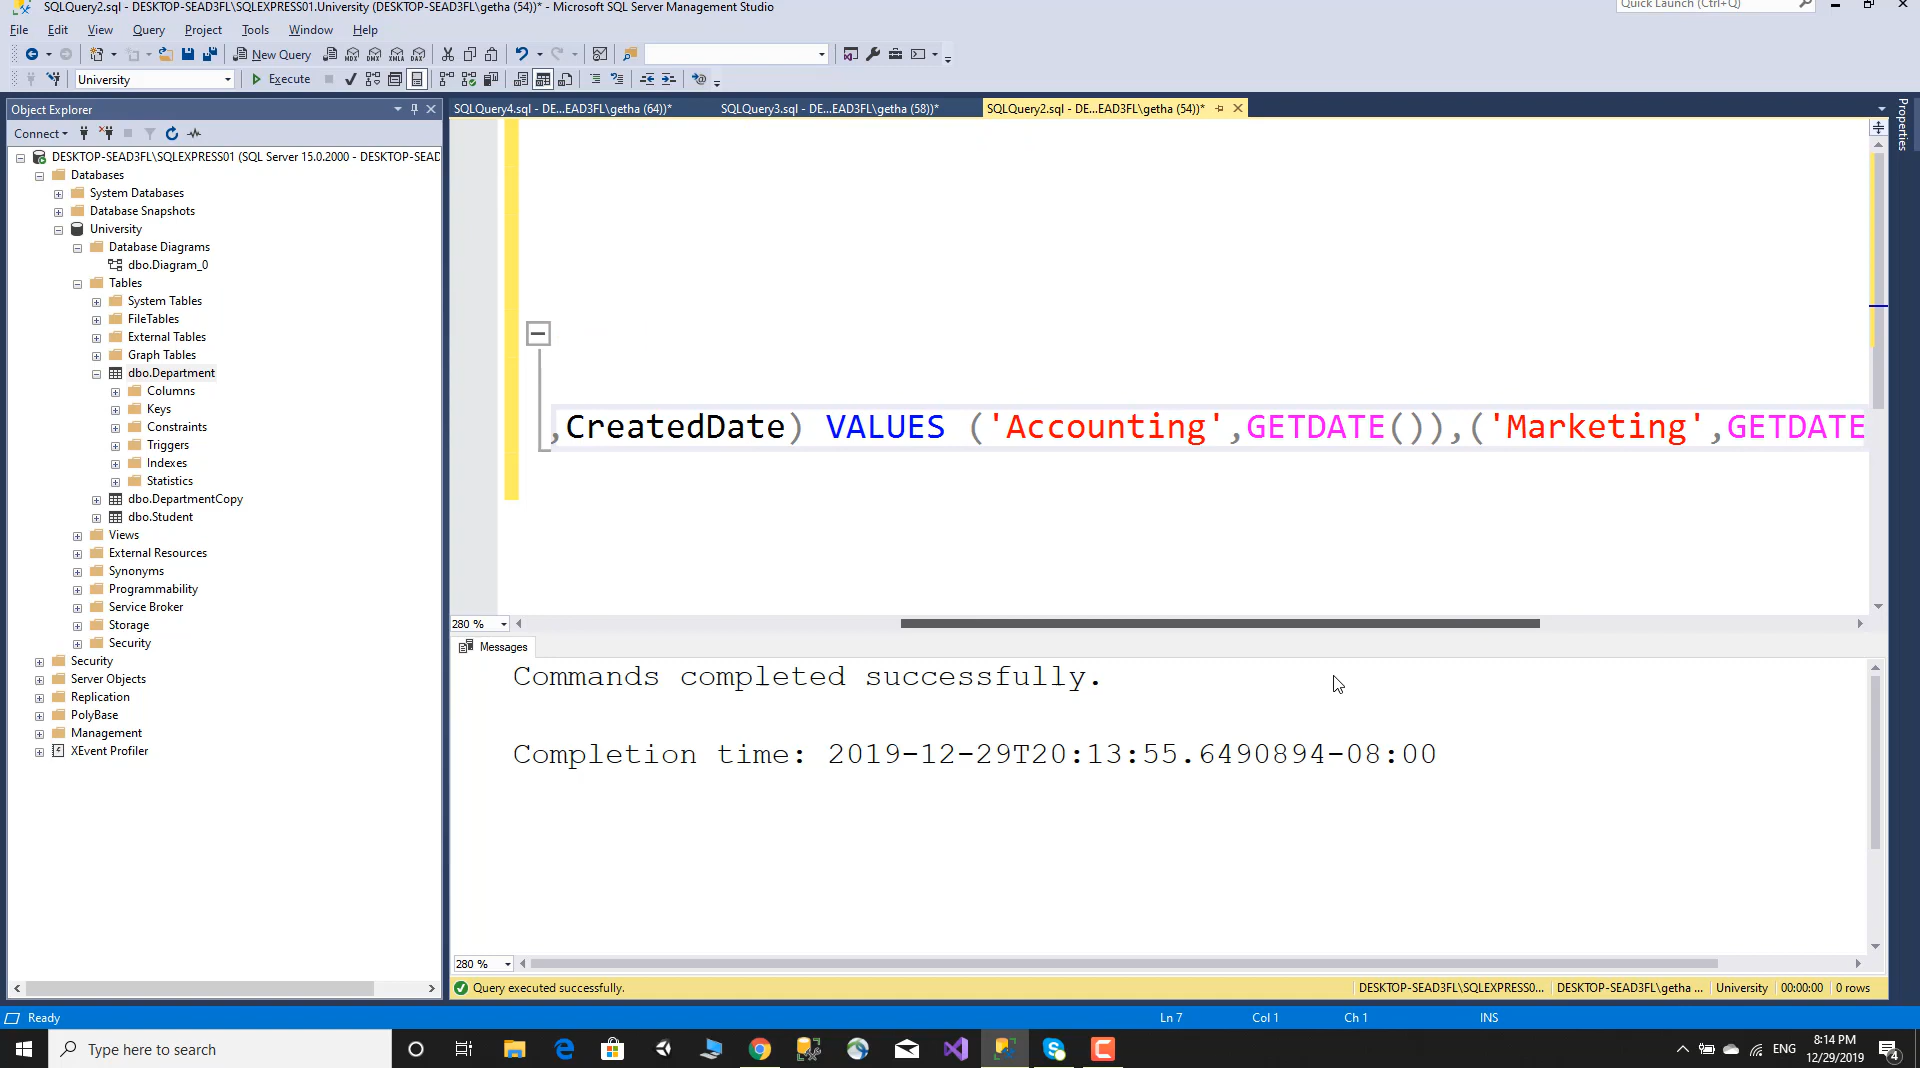 SQLQuery2.sql - DESKTOP-SEAD3FL\SQLEXPRESS01.University (DESKTOP-SEAD3FL\getha (54))* - Microsoft SQL Server Management Studio
Quick Launch (Ctrl+Q)
File Edit View Query Project Tools Window Help
New Query
MDX DMX XMLA DAX
University Execute
Object Explorer
SQLQuery4.sql - DE...EAD3FL\getha (64))* SQLQuery3.sql - DE...EAD3FL\getha (58))* SQLQuery2.sql - DE...EAD3FL\getha (54))*
Properties
Connect
DESKTOP-SEAD3FL\SQLEXPRESS01 (SQL Server 15.0.2000 - DESKTOP-SEAD
Databases
System Databases
Database Snapshots
University
Database Diagrams
dbo.Diagram_0
Tables
System Tables
FileTables
External Tables
Graph Tables
dbo.Department
Columns
Keys
Constraints
Triggers
Indexes
Statistics
dbo.DepartmentCopy
dbo.Student
Views
External Resources
Synonyms
Programmability
Service Broker
Storage
Security
Security
Server Objects
Replication
PolyBase
Management
XEvent Profiler
,CreatedDate) VALUES ('Accounting',GETDATE()),('Marketing',GETDATE
280 %
Messages
Commands completed successfully.
Completion time: 2019-12-29T20:13:55.6490894-08:00
280 %
Query executed successfully. DESKTOP-SEAD3FL\SQLEXPRESS0... DESKTOP-SEAD3FL\getha ... University 00:00:00 0 rows
Ready Ln 7 Col 1 Ch 1 INS
Type here to search
ENG
8:14 PM
12/29/2019
4